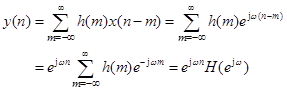 y(n) = ∑_{m=-∞}^{∞} h(m)x(n-m) = ∑_{m=-∞}^{∞} h(m)e^{jω(n-m)}
= e^{jωn} ∑_{m=-∞}^{∞} h(m)e^{-jωm} = e^{jωn}H(e^{jω})